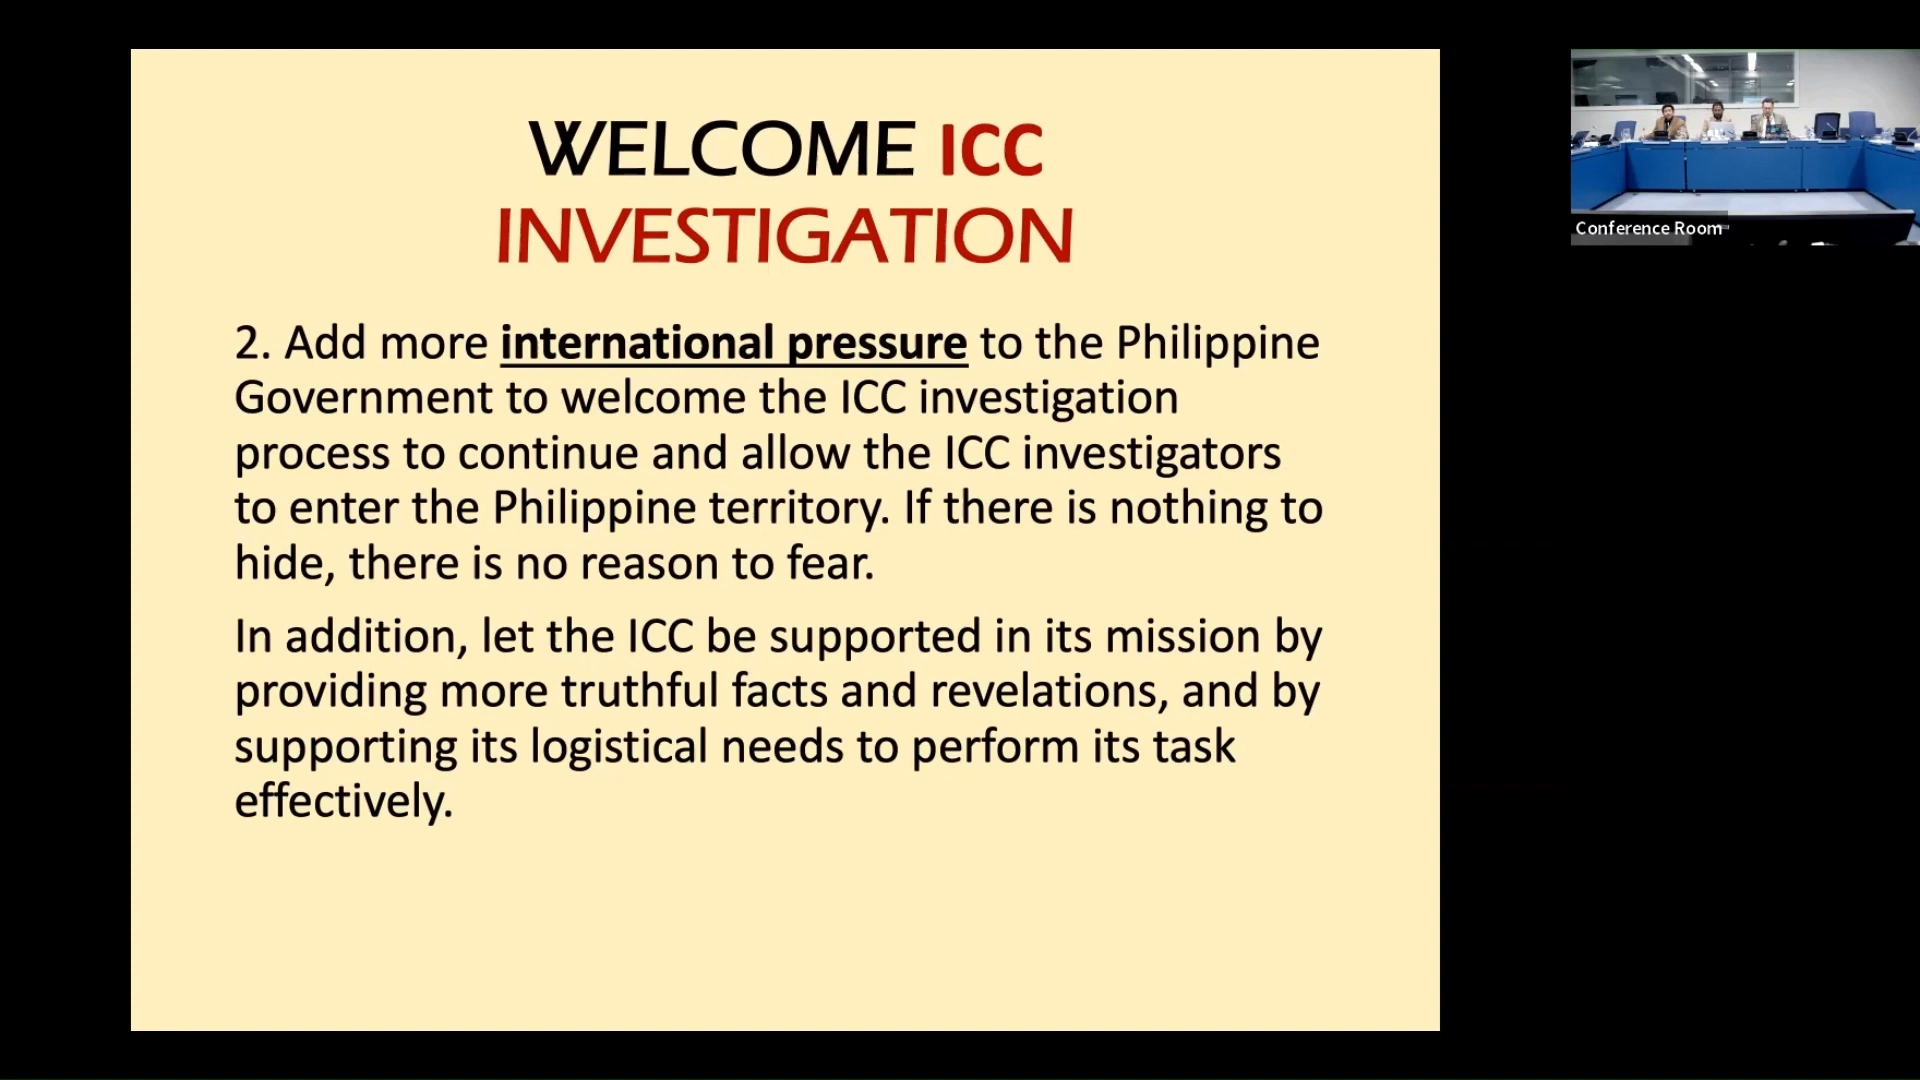 WELCOME ICC
INVESTIGATION
2. Add more international pressure to the Philippine
Government to welcome the ICC investigation
process to continue and allow the ICC investigators
to enter the Philippine territory. If there is nothing to
hide, there is no reason to fear.
In addition, let the ICC be supported in its mission by
providing more truthful facts and revelations, and by
supporting its logistical needs to perform its task
effectively.
Conference Room